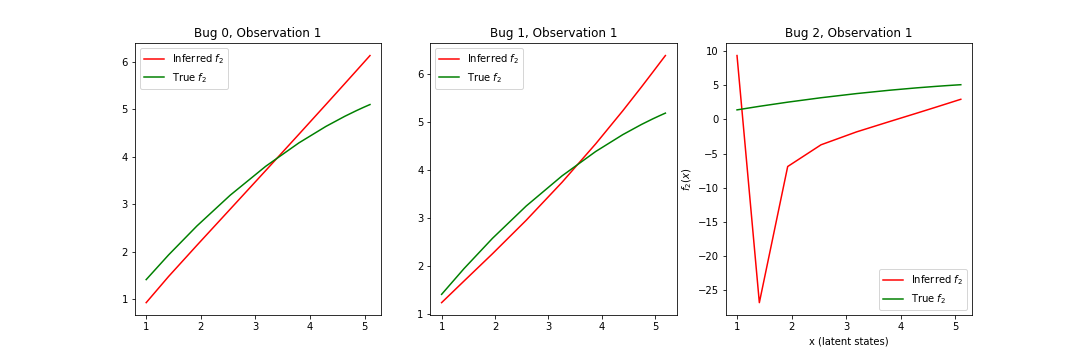 Bug 0, Observation 1
Inferred f₂
True f₂
6
5
4
3
2
1
1 2 3 4 5
Bug 1, Observation 1
Inferred f₂
True f₂
6
5
4
3
2
1
1 2 3 4 5
Bug 2, Observation 1
f₂(x)
10
5
0
−5
−10
−15
−20
−25
Inferred f₂
True f₂
1 2 3 4 5
x (latent states)